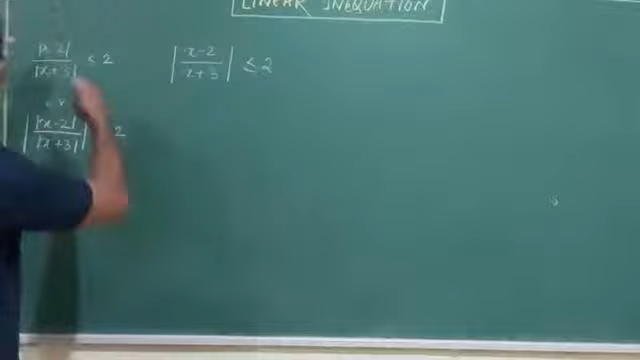 LINEAR INEQUATION
|x-2|/|x+3| < 2
|x-2|/|x+3| 2
|x-2/x+3| ≤ 2